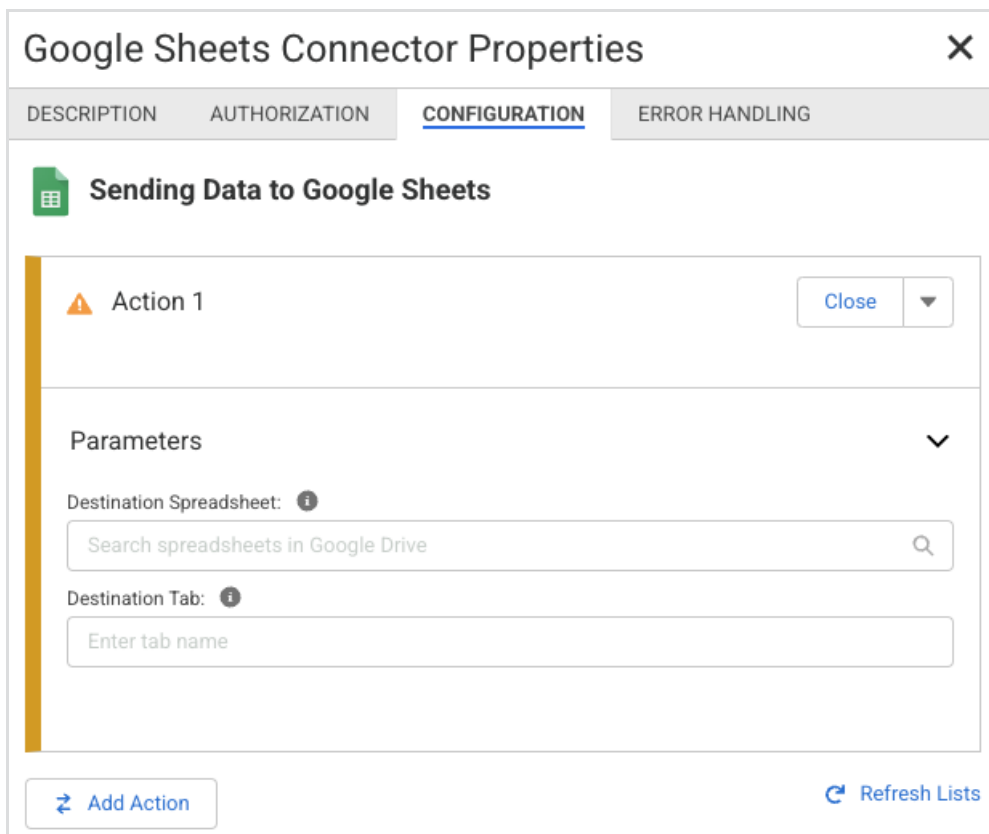 Google Sheets Connector Properties
DESCRIPTION AUTHORIZATION CONFIGURATION ERROR HANDLING
Sending Data to Google Sheets
Action 1 Close
Parameters
Destination Spreadsheet:
Search spreadsheets in Google Drive
Destination Tab:
Enter tab name
Add Action Refresh Lists